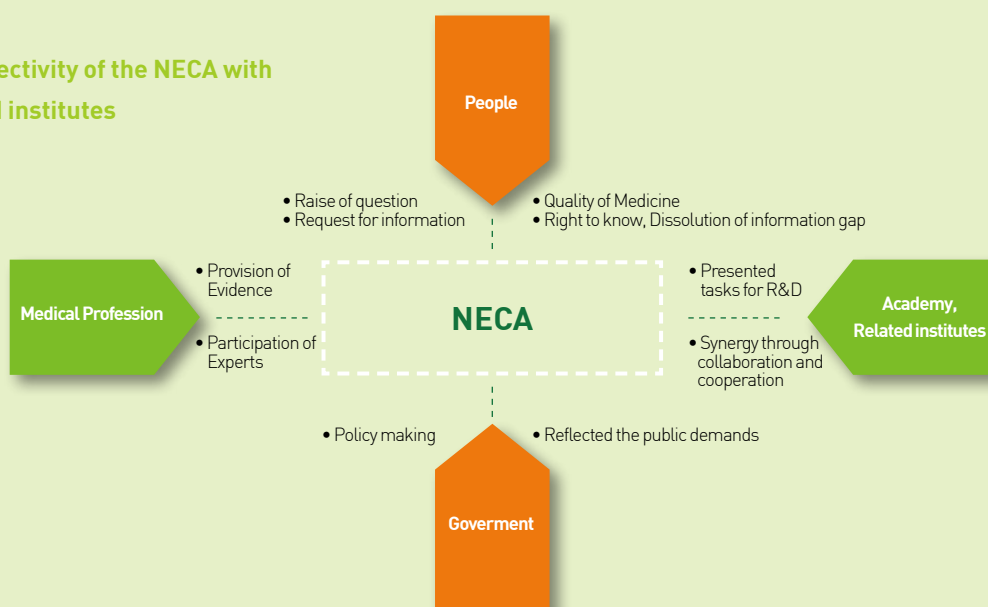 ectivity of the NECA with
l institutes
People
• Raise of question
• Request for information
• Quality of Medicine
• Right to know, Dissolution of information gap
Medical Profession
• Provision of
Evidence
• Participation of
Experts
NECA
• Presented
tasks for R&D
• Synergy through
collaboration and
cooperation
Academy,
Related institutes
• Policy making
• Reflected the public demands
Goverment